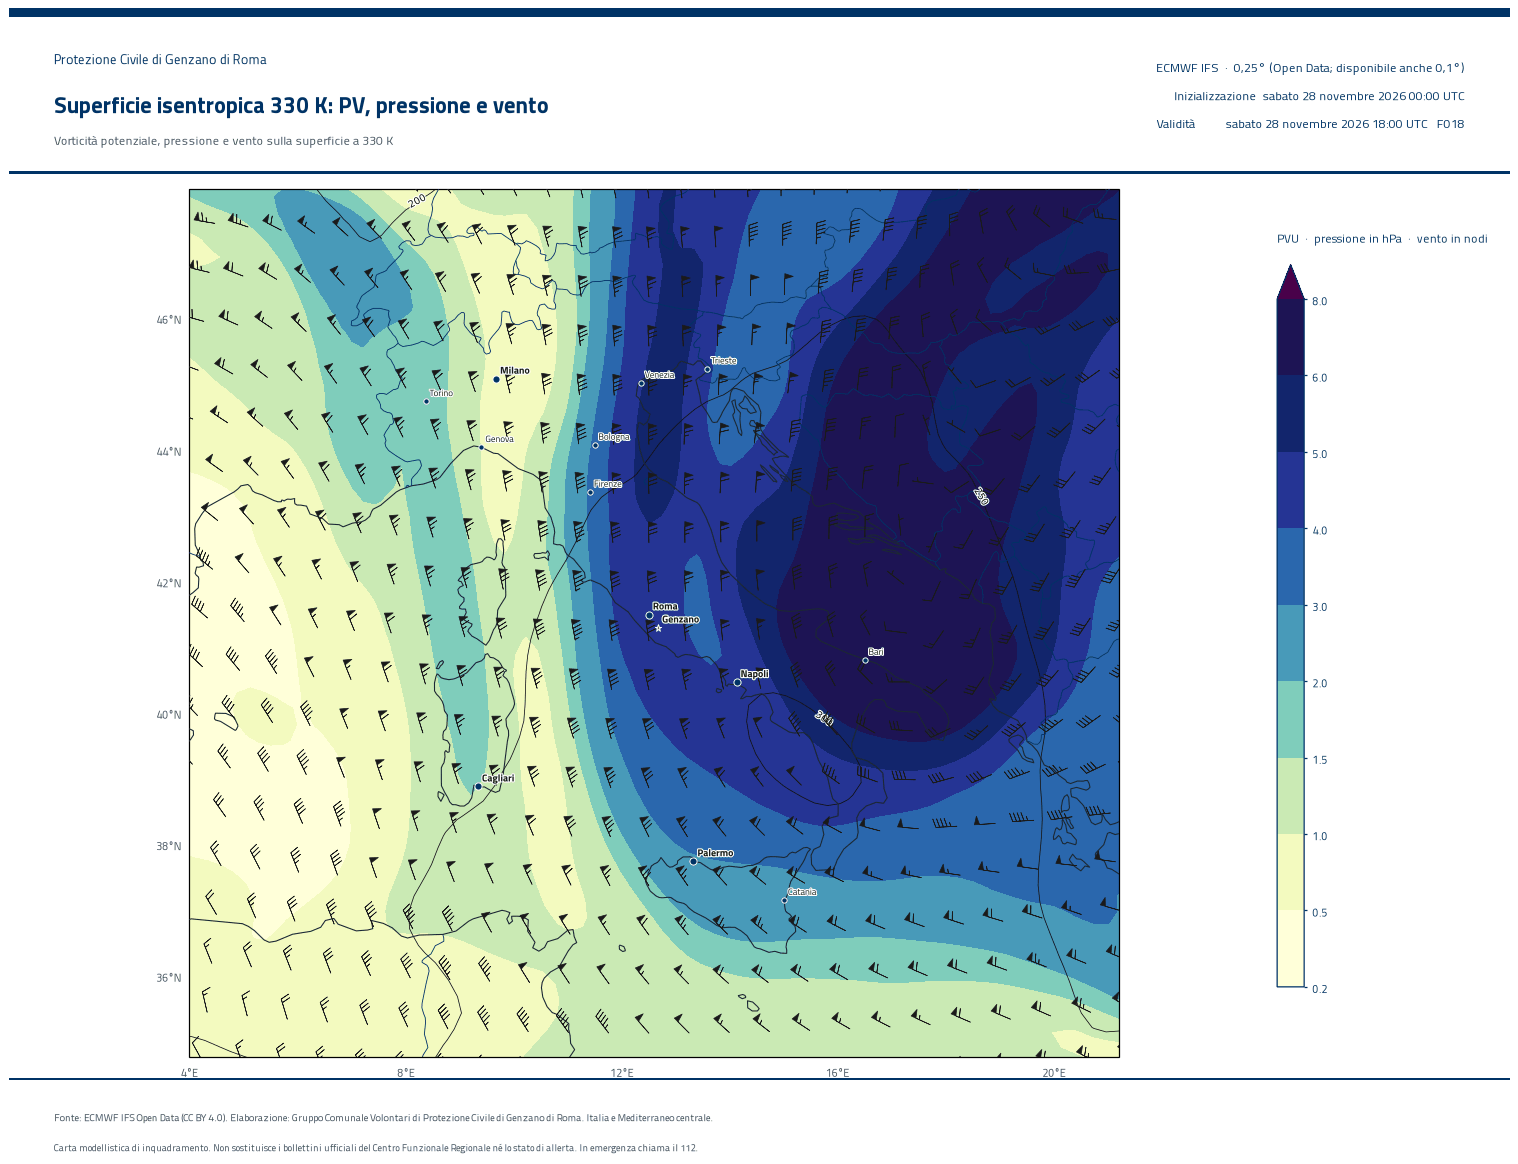 Protezione Civile di Genzano di Roma
Superficie isentropica 330 K: PV, pressione e vento
Vorticità potenziale, pressione e vento sulla superficie a 330 K
ECMWF IFS · 0,25° (Open Data; disponibile anche 0,1°)
Inizializzazione sabato 28 novembre 2026 00:00 UTC
Validità sabato 28 novembre 2026 18:00 UTC F018
PVU · pressione in hPa · vento in nodi
8.0
6.0
5.0
4.0
3.0
2.0
1.5
1.0
0.5
0.2
200
46°N
44°N
42°N
40°N
38°N
36°N
Trieste
Milano
Venezia
Torino
Genova
Bologna
Firenze
250
Roma
Genzano
Bari
Napoli
Cagliari
Palermo
Catania
4°E
8°E
12°E
16°E
20°E
Fonte: ECMWF IFS Open Data (CC BY 4.0). Elaborazione: Gruppo Comunale Volontari di Protezione Civile di Genzano di Roma. Italia e Mediterraneo centrale.
Carta modellistica di inquadramento. Non sostituisce i bollettini ufficiali del Centro Funzionale Regionale né lo stato di allerta. In emergenza chiama il 112.